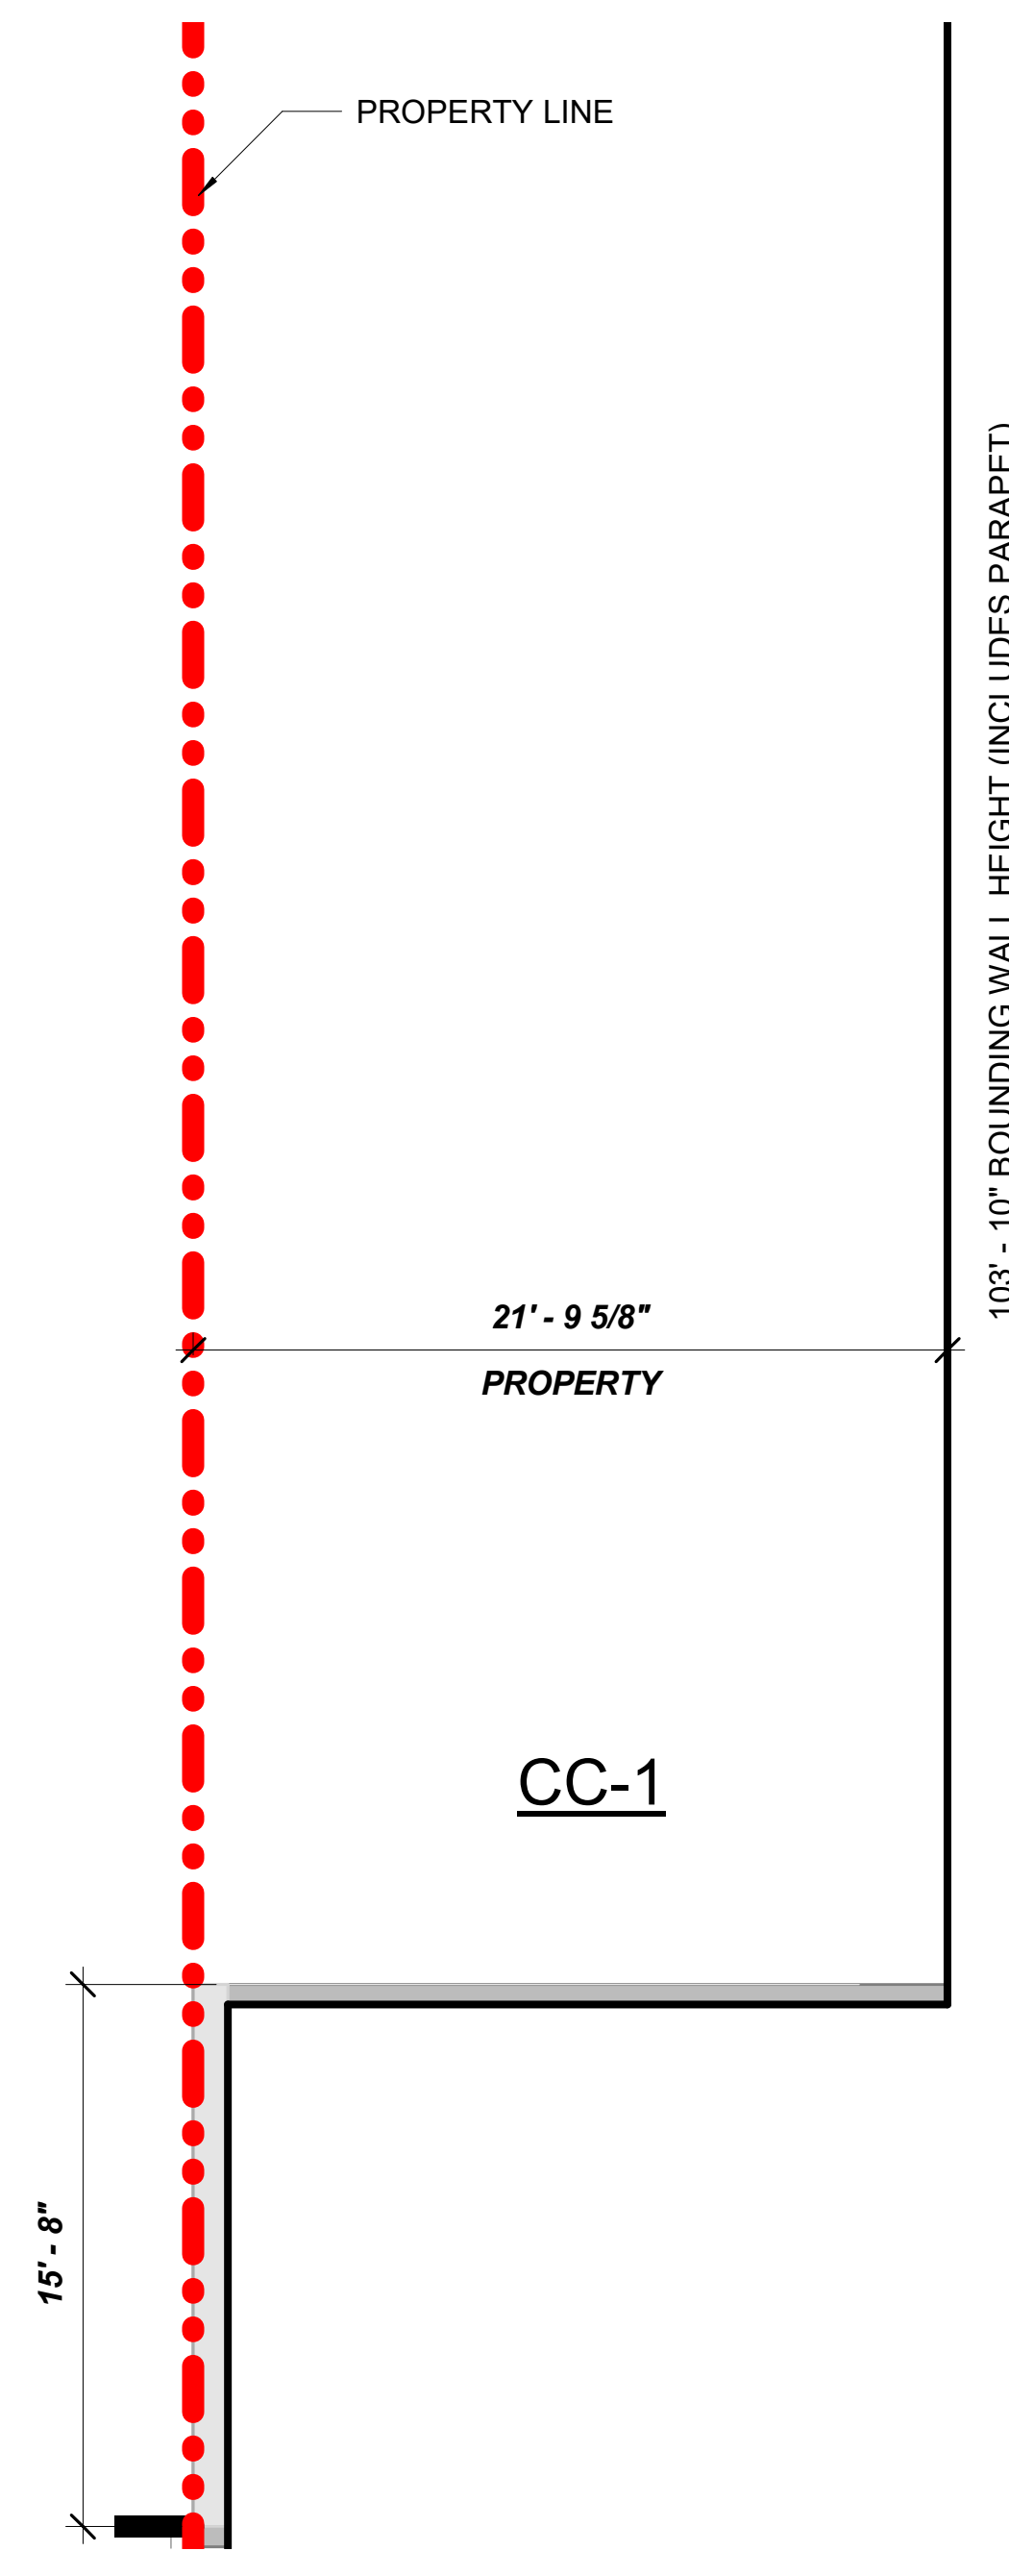 PROPERTY LINE
103' - 10" BOUNDING WALL HEIGHT (INCLUDES PARAPET)
21' - 9 5/8"
PROPERTY
CC-1
15' - 8"